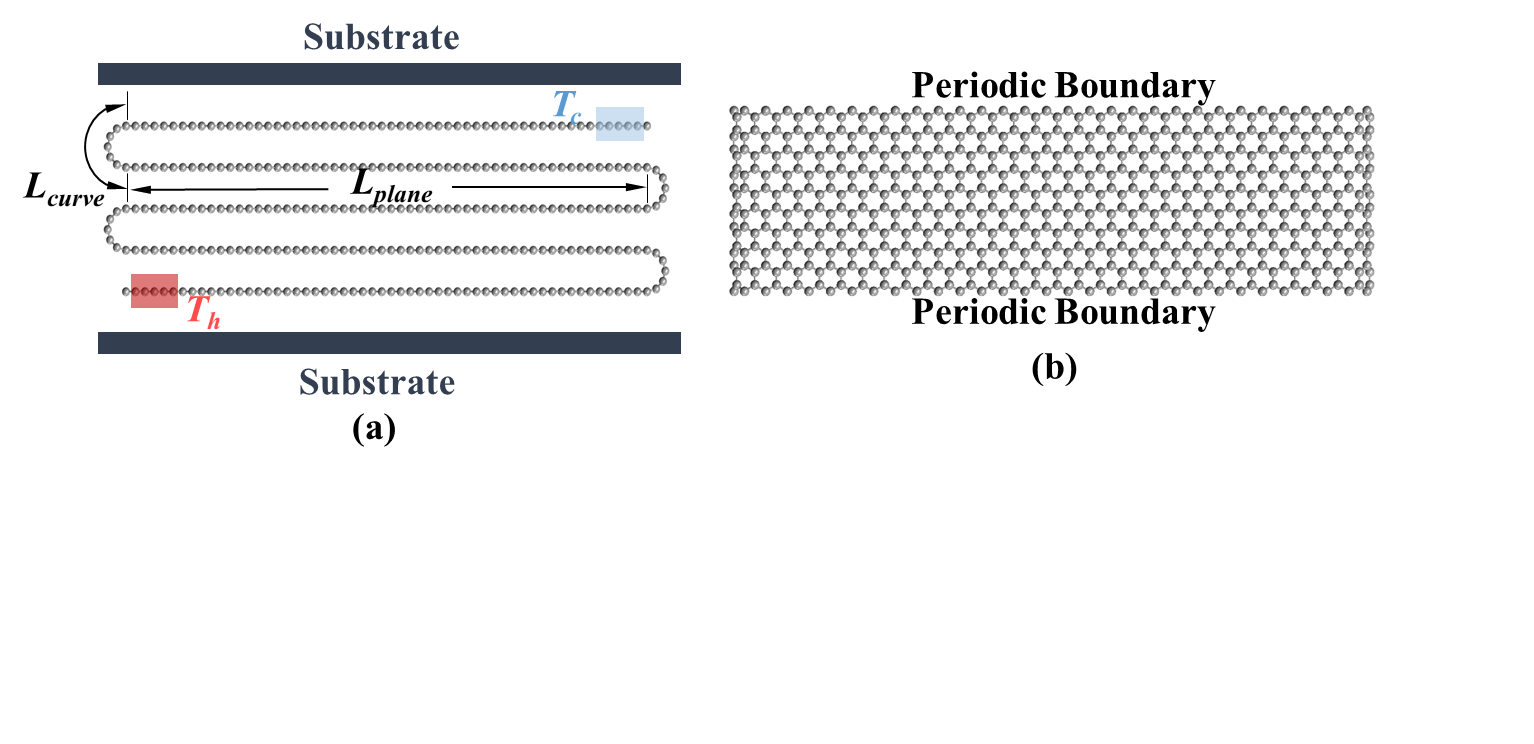 Substrate
T_c
L_curve
L_plane
T_h
Substrate
(a)
Periodic Boundary
Periodic Boundary
(b)